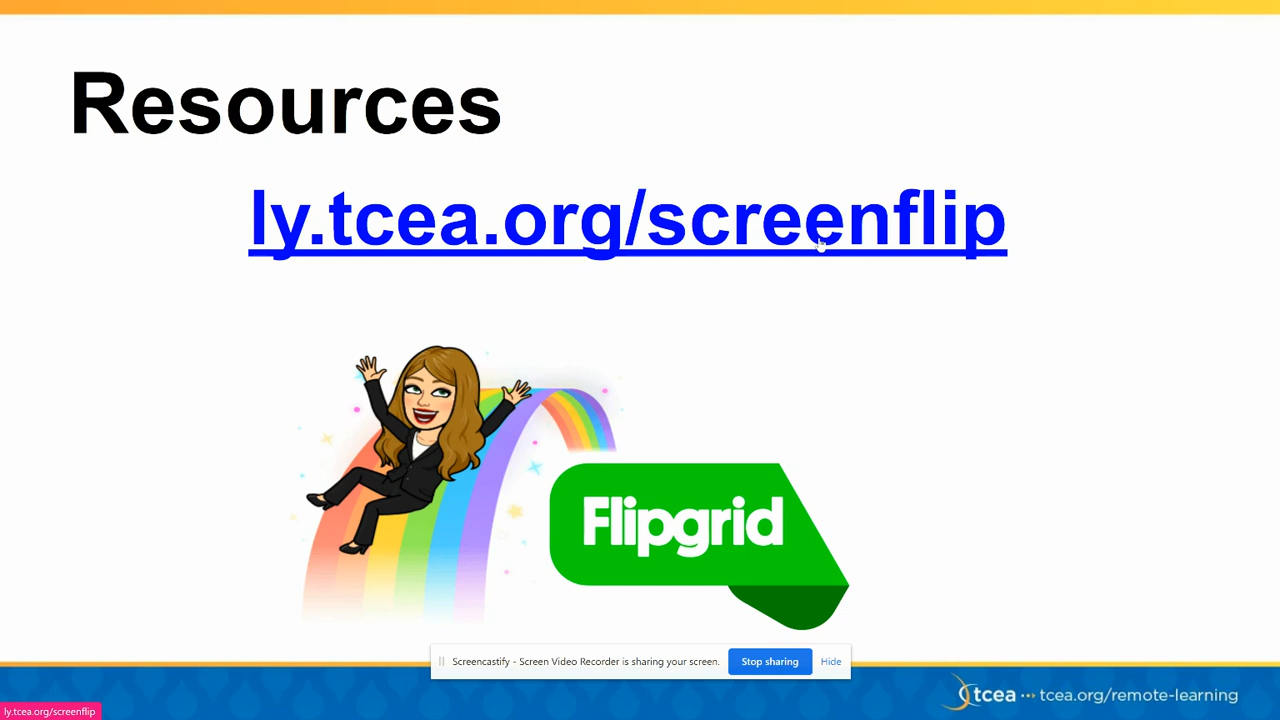 Resources
ly.tcea.org/screenflip
Flipgrid
Screencastify - Screen Video Recorder is sharing your screen. Stop sharing Hide
tcea ··· tcea.org/remote-learning
ly.tcea.org/screenflip